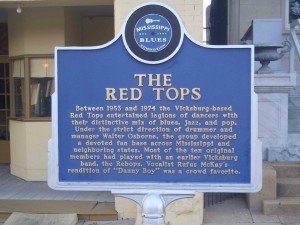 MISSISSIPPI
BLUES
COMMISSION
THE
RED TOPS
Between 1953 and 1974 the Vicksburg-based
Red Tops entertained legions of dancers with
their distinctive mix of blues, jazz, and pop.
Under the strict direction of drummer and
manager Walter Osborne, the group developed
a devoted fan base across Mississippi and
neighboring states. Most of the ten original
members had played with an earlier Vicksburg
band, the Rebops. Vocalist Rufus McKay's
rendition of "Danny Boy" was a crowd favorite.